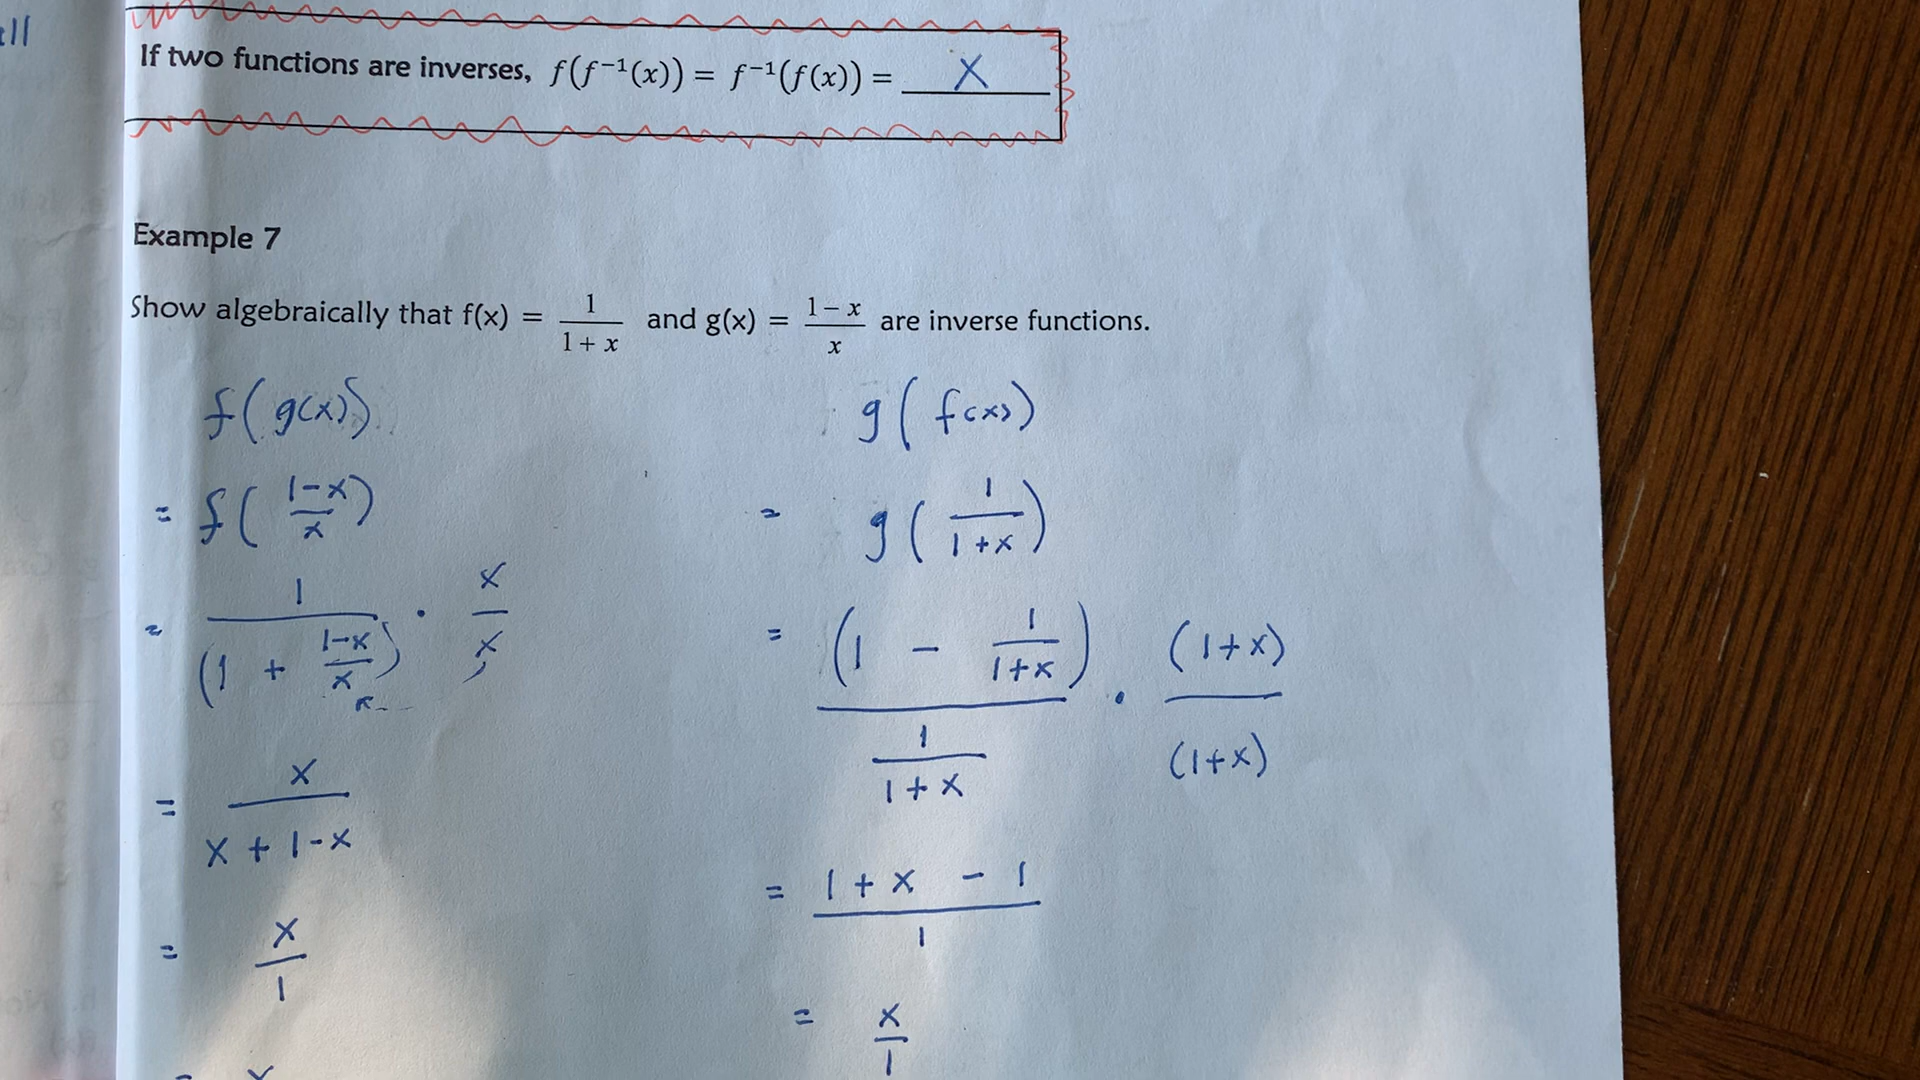 ll
If two functions are inverses, f(f⁻¹(x)) = f⁻¹(f(x)) = X
Example 7
Show algebraically that f(x) = 1/(1 + x) and g(x) = (1 − x)/x are inverse functions.
f(g(x))
= f((1-x)/x)
= 1/(1 + (1-x)/x) · x/x
= x/(x + 1-x)
= x/1
= x
g(f(x))
= g(1/(1+x))
= (1 - 1/(1+x))/(1/(1+x)) · (1+x)/(1+x)
= (1+x - 1)/1
= x/1